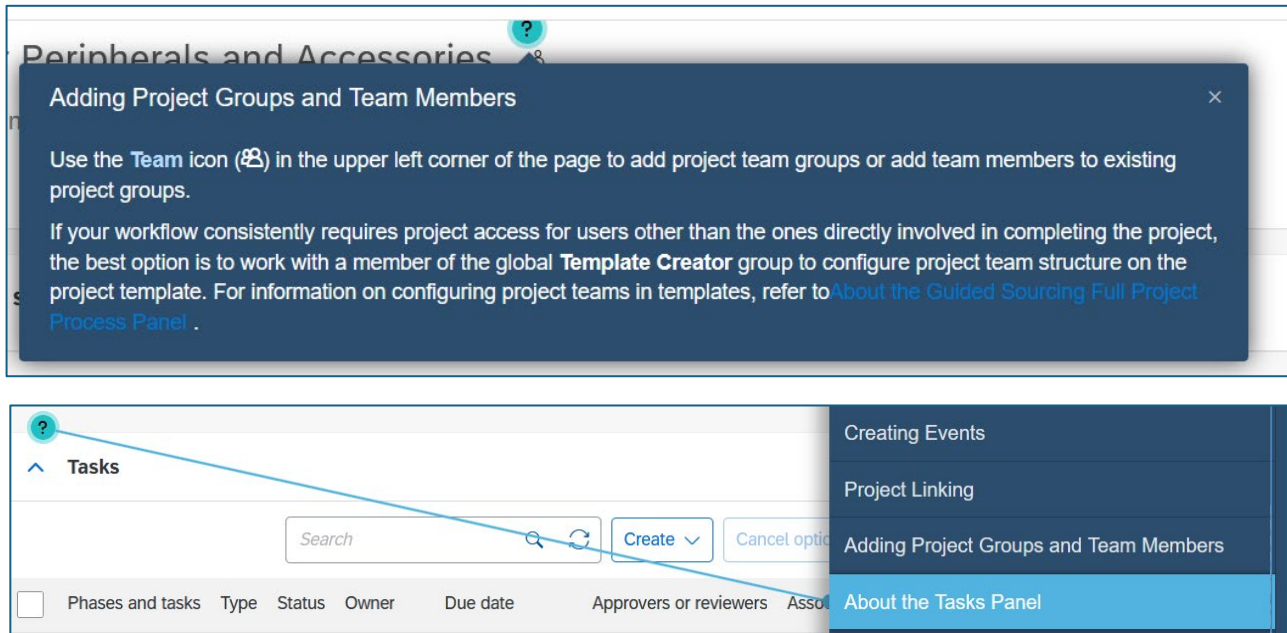 ?
Peripherals and Accessories
Adding Project Groups and Team Members ×
Use the Team icon () in the upper left corner of the page to add project team groups or add team members to existing
project groups.
If your workflow consistently requires project access for users other than the ones directly involved in completing the project,
the best option is to work with a member of the global Template Creator group to configure project team structure on the
project template. For information on configuring project teams in templates, refer toAbout the Guided Sourcing Full Project
Process Panel .
?
Tasks
Search
Create
Cancel
Phases and tasks Type Status Owner Due date Approvers or reviewers
Creating Events
Project Linking
Adding Project Groups and Team Members
About the Tasks Panel